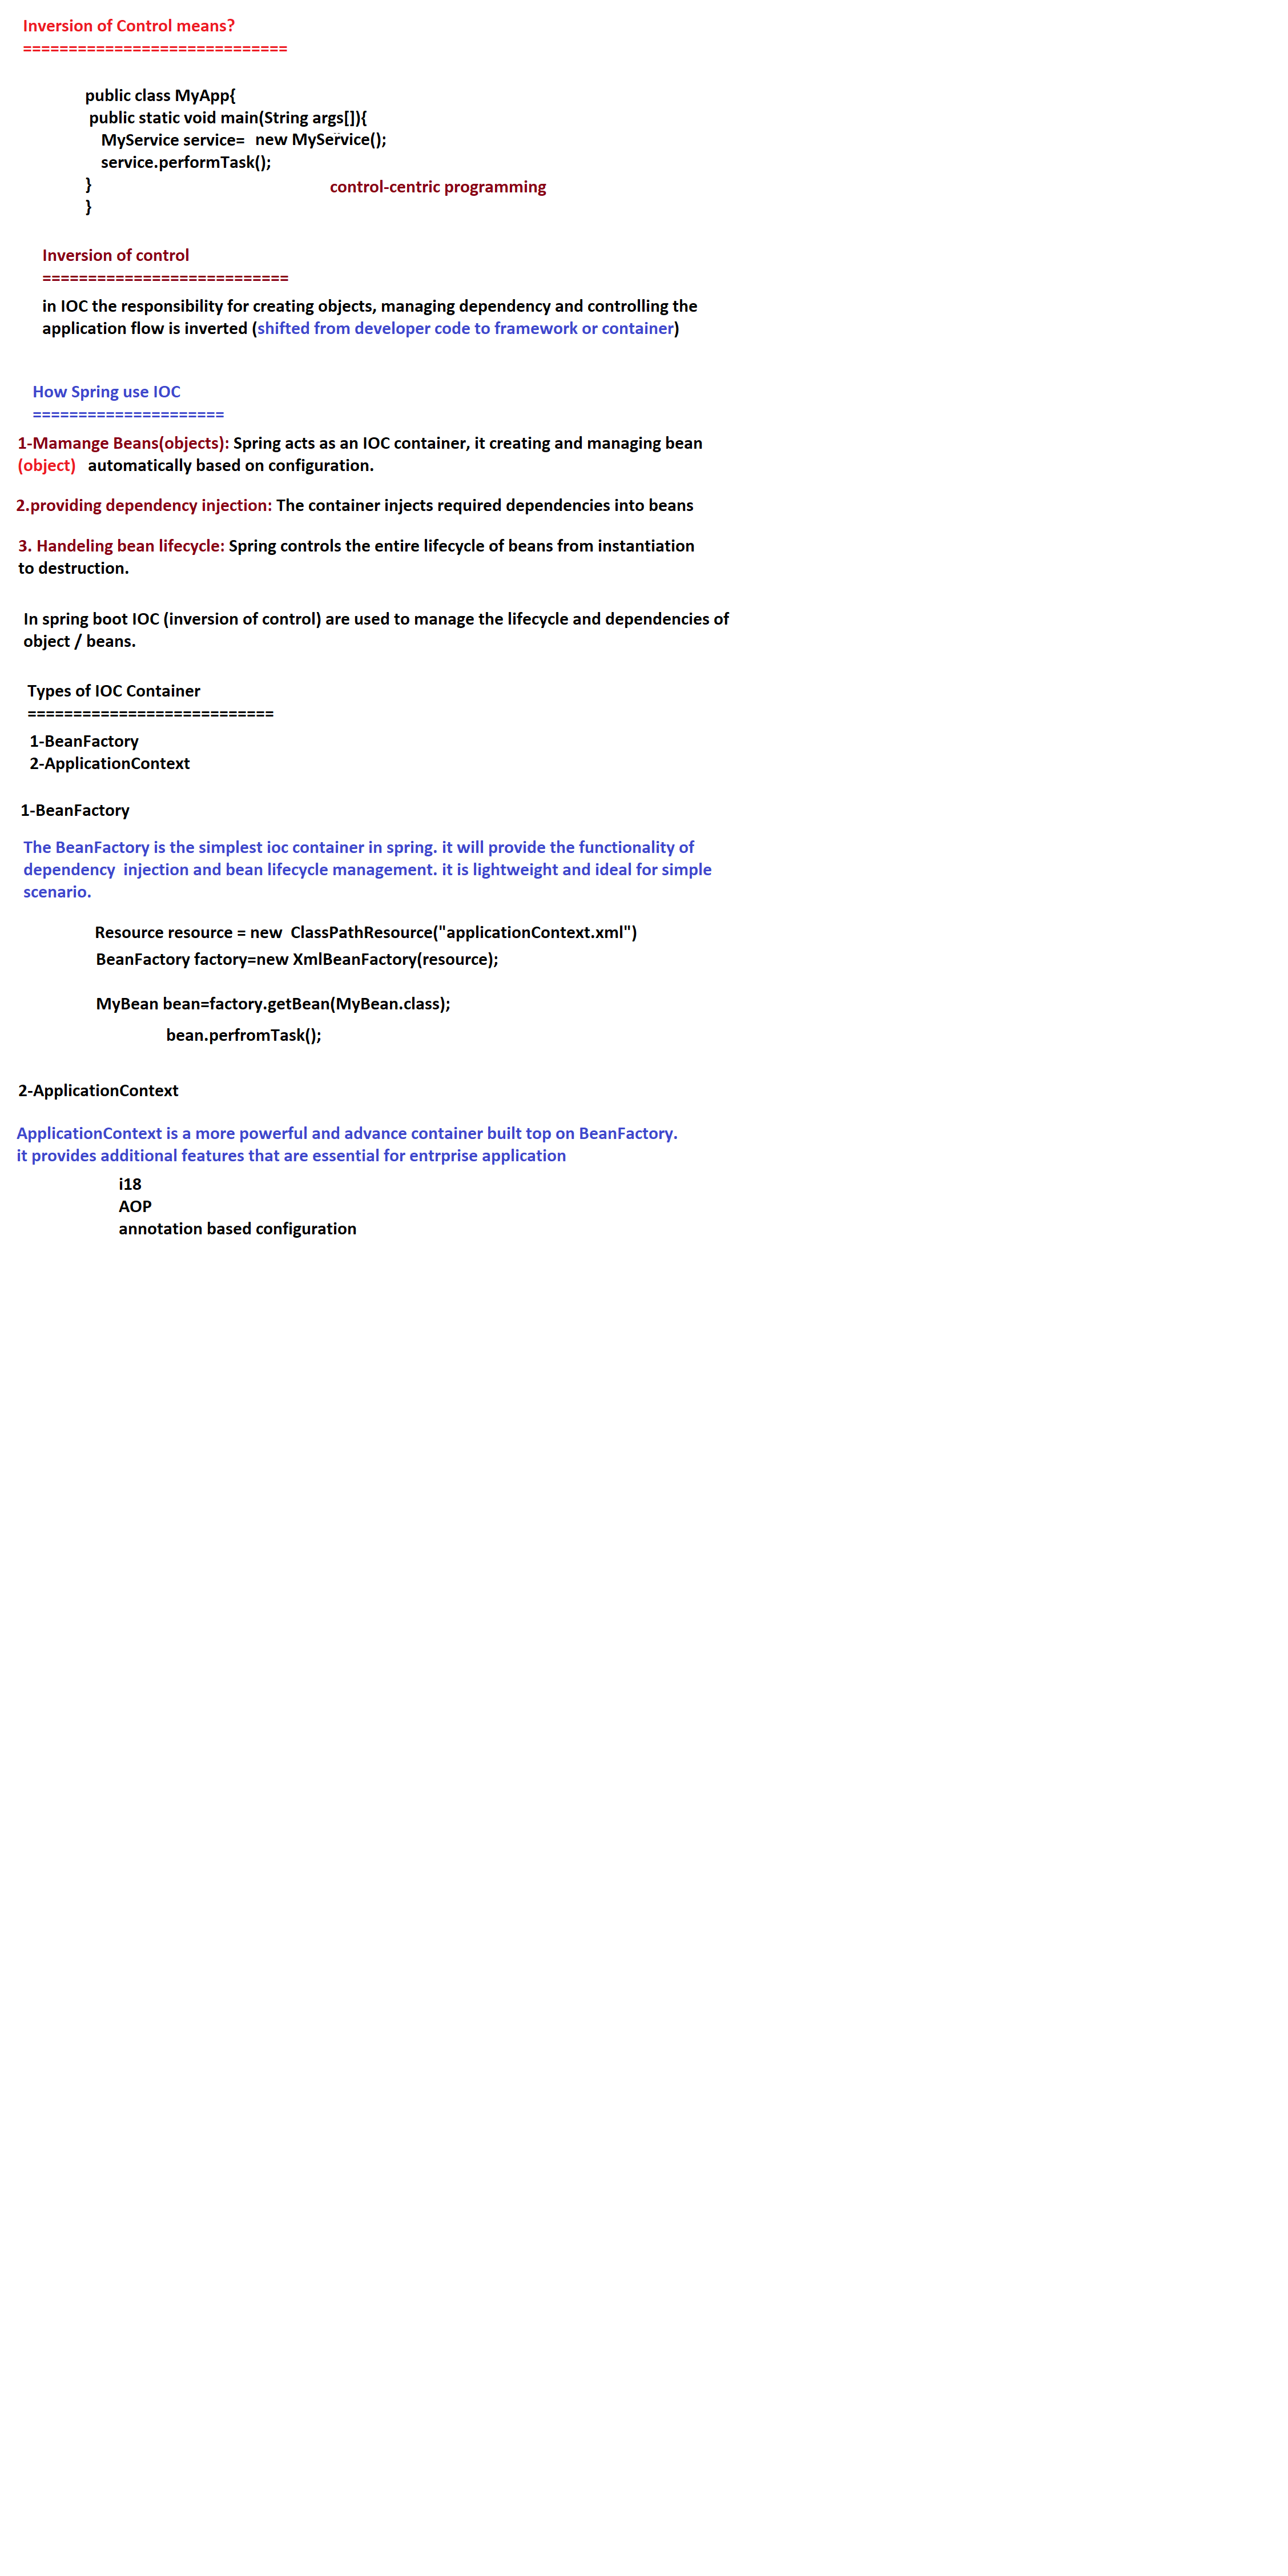 Inversion of Control means?
=============================
public class MyApp{
public static void main(String args[]){
MyService service= new MyService();
service.performTask();
}
control-centric programming
}
Inversion of control
===========================
in IOC the responsibility for creating objects, managing dependency and controlling the
application flow is inverted (shifted from developer code to framework or container)
How Spring use IOC
=====================
1-Mamange Beans(objects): Spring acts as an IOC container, it creating and managing bean
(object) automatically based on configuration.
2.providing dependency injection: The container injects required dependencies into beans
3. Handeling bean lifecycle: Spring controls the entire lifecycle of beans from instantiation
to destruction.
In spring boot IOC (inversion of control) are used to manage the lifecycle and dependencies of
object / beans.
Types of IOC Container
===========================
1-BeanFactory
2-ApplicationContext
1-BeanFactory
The BeanFactory is the simplest ioc container in spring. it will provide the functionality of
dependency injection and bean lifecycle management. it is lightweight and ideal for simple
scenario.
Resource resource = new ClassPathResource("applicationContext.xml")
BeanFactory factory=new XmlBeanFactory(resource);
MyBean bean=factory.getBean(MyBean.class);
bean.perfromTask();
2-ApplicationContext
ApplicationContext is a more powerful and advance container built top on BeanFactory.
it provides additional features that are essential for entrprise application
i18
AOP
annotation based configuration